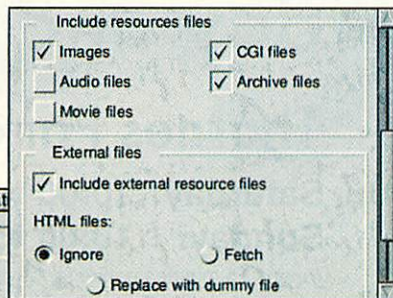 Include resources files
Images
CGI files
Audio files
Archive files
Movie files
External files
Include external resource files
HTML files:
Ignore
Fetch
Replace with dummy file